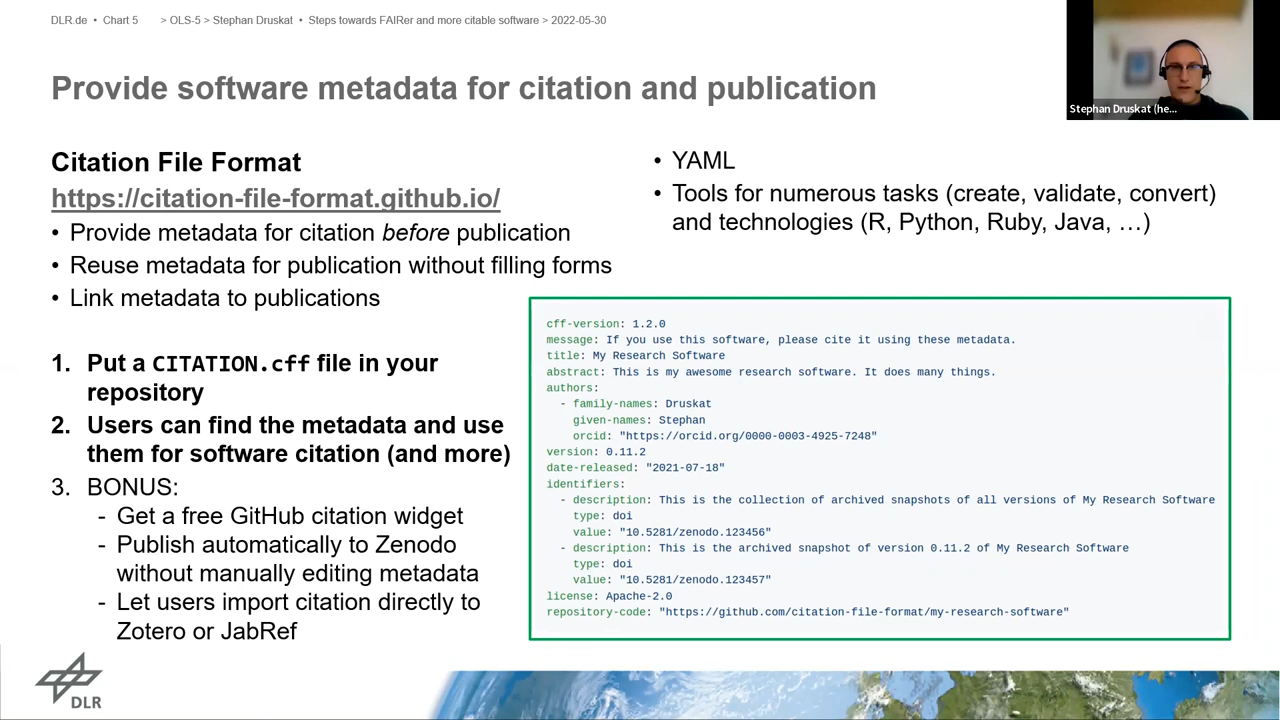 DLR.de • Chart 5 > OLS-5 > Stephan Druskat • Steps towards FAIRer and more citable software > 2022-05-30
Provide software metadata for citation and publication
Stephan Druskat (he...
Citation File Format
https://citation-file-format.github.io/
• Provide metadata for citation before publication
• Reuse metadata for publication without filling forms
• Link metadata to publications
1. Put a CITATION.cff file in your
repository
2. Users can find the metadata and use
them for software citation (and more)
3. BONUS:
- Get a free GitHub citation widget
- Publish automatically to Zenodo
without manually editing metadata
- Let users import citation directly to
Zotero or JabRef
• YAML
• Tools for numerous tasks (create, validate, convert)
and technologies (R, Python, Ruby, Java, …)
cff-version: 1.2.0
message: If you use this software, please cite it using these metadata.
title: My Research Software
abstract: This is my awesome research software. It does many things.
authors:
- family-names: Druskat
given-names: Stephan
orcid: "https://orcid.org/0000-0003-4925-7248"
version: 0.11.2
date-released: "2021-07-18"
identifiers:
- description: This is the collection of archived snapshots of all versions of My Research Software
type: doi
value: "10.5281/zenodo.123456"
- description: This is the archived snapshot of version 0.11.2 of My Research Software
type: doi
value: "10.5281/zenodo.123457"
license: Apache-2.0
repository-code: "https://github.com/citation-file-format/my-research-software"
DLR